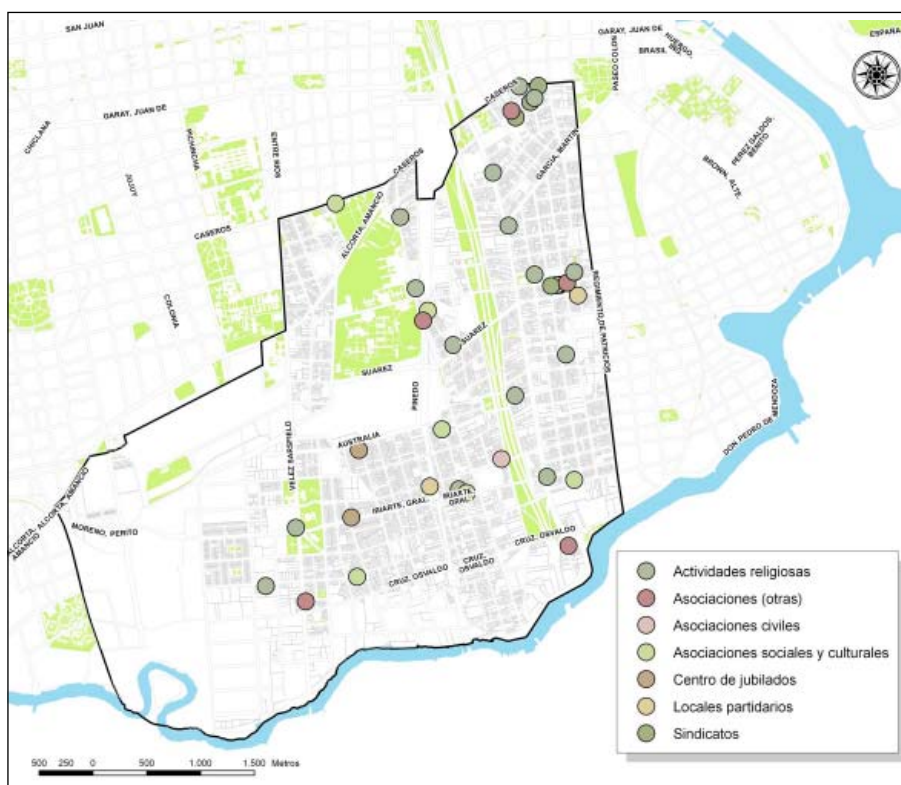 SAN JUAN
GARAY, JUAN DE
ESPAÑA
HUERGO, ING.
BRASIL
PASEO COLON
CASEROS
GARAY, JUAN DE
CHICLANA
PICHINCHA
ENTRE RIOS
JUJUY
GARCIA, MARTIN
PEREZ GALDOS, BENITO
BROWN, ALTE.
CASEROS
ALCORTA, AMANCIO
CASEROS
COLONIA
REGIMIENTO DE PATRICIOS
SUAREZ
SUAREZ
PINEDO
DON PEDRO DE MENDOZA
AUSTRALIA
VELEZ SARSFIELD
ALCORTA, ALCORTA, AMANCIO
AMANCIO
MORENO, PERITO
IRIARTE, GRAL.
IRIARTE,
GRAL.
CRUZ, OSVALDO
CRUZ,
OSVALDO
CRUZ, OSVALDO
Actividades religiosas
Asociaciones (otras)
Asociaciones civiles
Asociaciones sociales y culturales
Centro de jubilados
Locales partidarios
Sindicatos
500 250 0 500 1.000 1.500 Metros